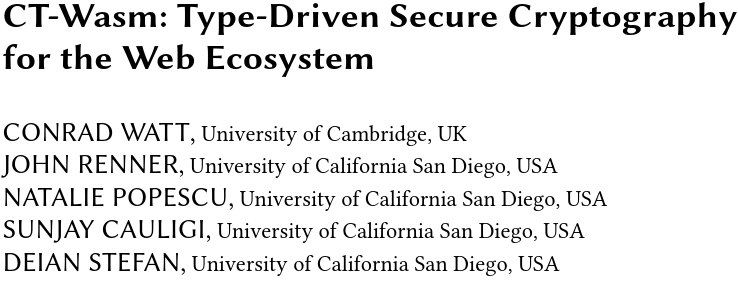 CT-Wasm: Type-Driven Secure Cryptography
for the Web Ecosystem
CONRAD WATT, University of Cambridge, UK
JOHN RENNER, University of California San Diego, USA
NATALIE POPESCU, University of California San Diego, USA
SUNJAY CAULIGI, University of California San Diego, USA
DEIAN STEFAN, University of California San Diego, USA